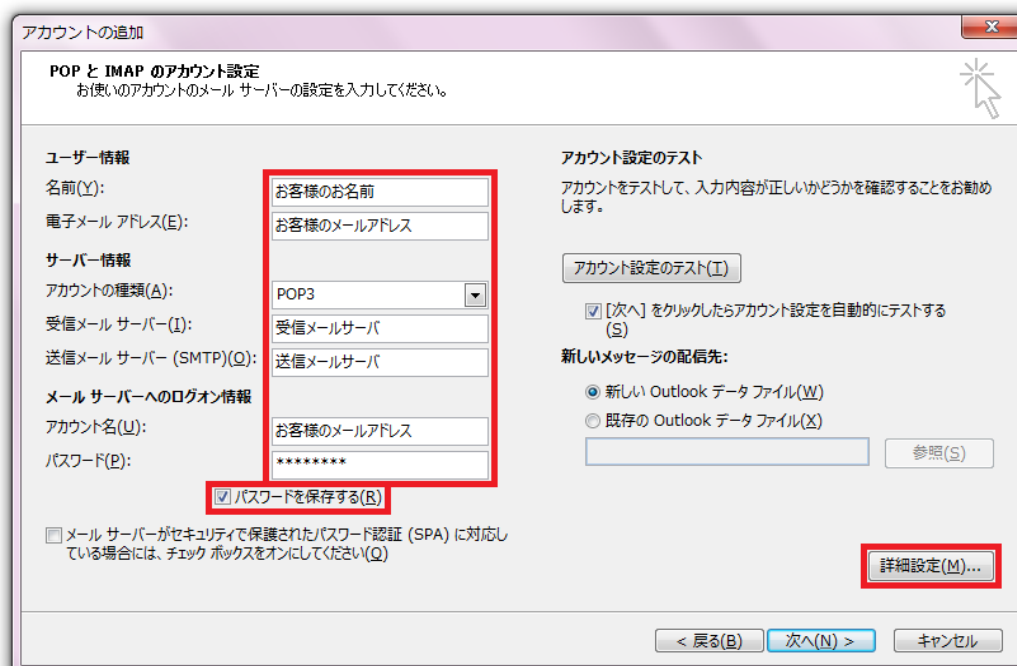 アカウントの追加
POP と IMAP のアカウント設定
お使いのアカウントのメール サーバーの設定を入力してください。
ユーザー情報
名前(Y):
お客様のお名前
電子メール アドレス(E):
お客様のメールアドレス
サーバー情報
アカウントの種類(A):
POP3
受信メール サーバー(I):
受信メールサーバ
送信メール サーバー (SMTP)(O):
送信メールサーバ
メール サーバーへのログオン情報
アカウント名(U):
お客様のメールアドレス
パスワード(P):
********
パスワードを保存する(R)
メール サーバーがセキュリティで保護されたパスワード認証 (SPA) に対応し
ている場合には、チェック ボックスをオンにしてください(Q)
アカウント設定のテスト
アカウントをテストして、入力内容が正しいかどうかを確認することをお勧め
します。
アカウント設定のテスト(T)
[次へ] をクリックしたらアカウント設定を自動的にテストする
(S)
新しいメッセージの配信先:
新しい Outlook データ ファイル(W)
既存の Outlook データ ファイル(X)
参照(S)
詳細設定(M)...
< 戻る(B)
次へ(N) >
キャンセル